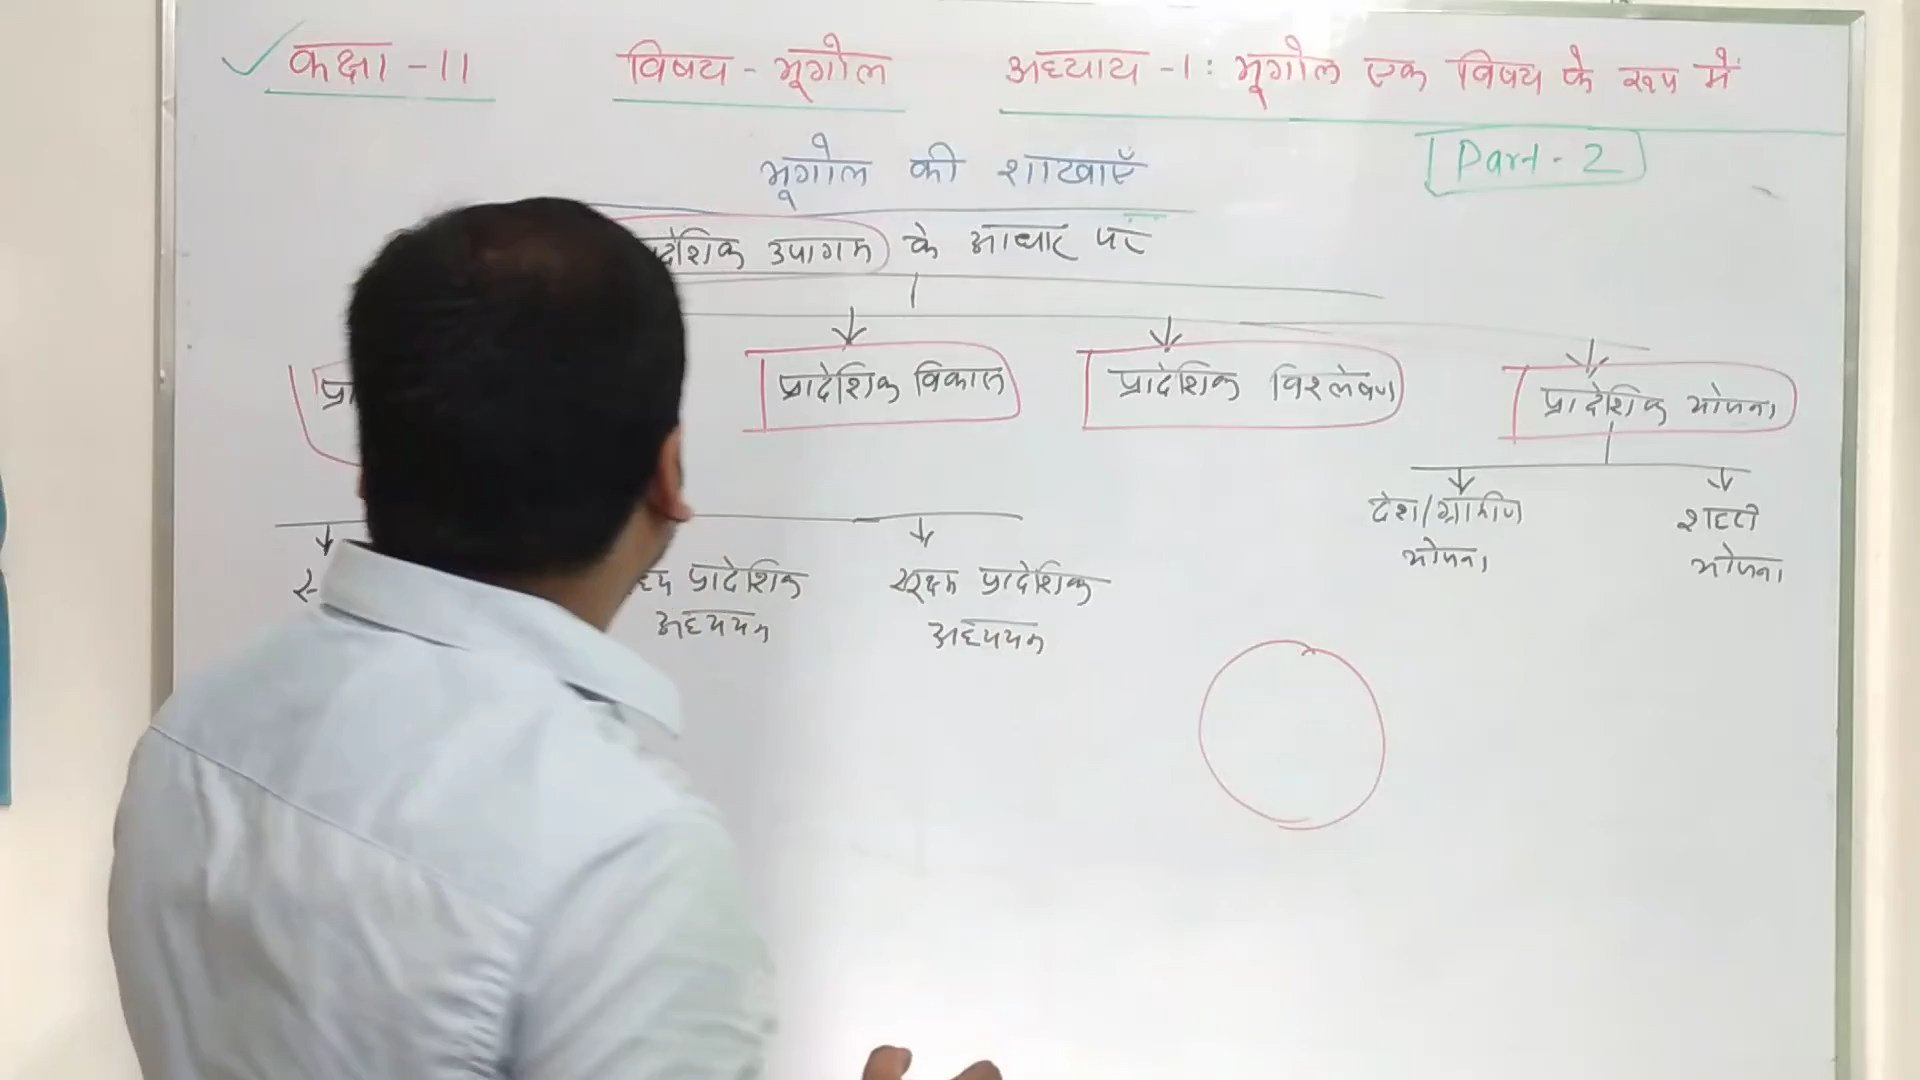 कक्षा - 11 विषय - भूगोल अध्याय - 1 : भूगोल एक विषय के रूप में
भूगोल की शाखाएँ Part - 2
उपागम के आधार पर
प्रादेशिक विकास प्रादेशिक विश्लेषण प्रादेशिक योजना
देश/ग्रामिण शहरी
योजना योजना
प्रादेशिक सूक्ष्म प्रादेशिक
अध्ययन अध्ययन